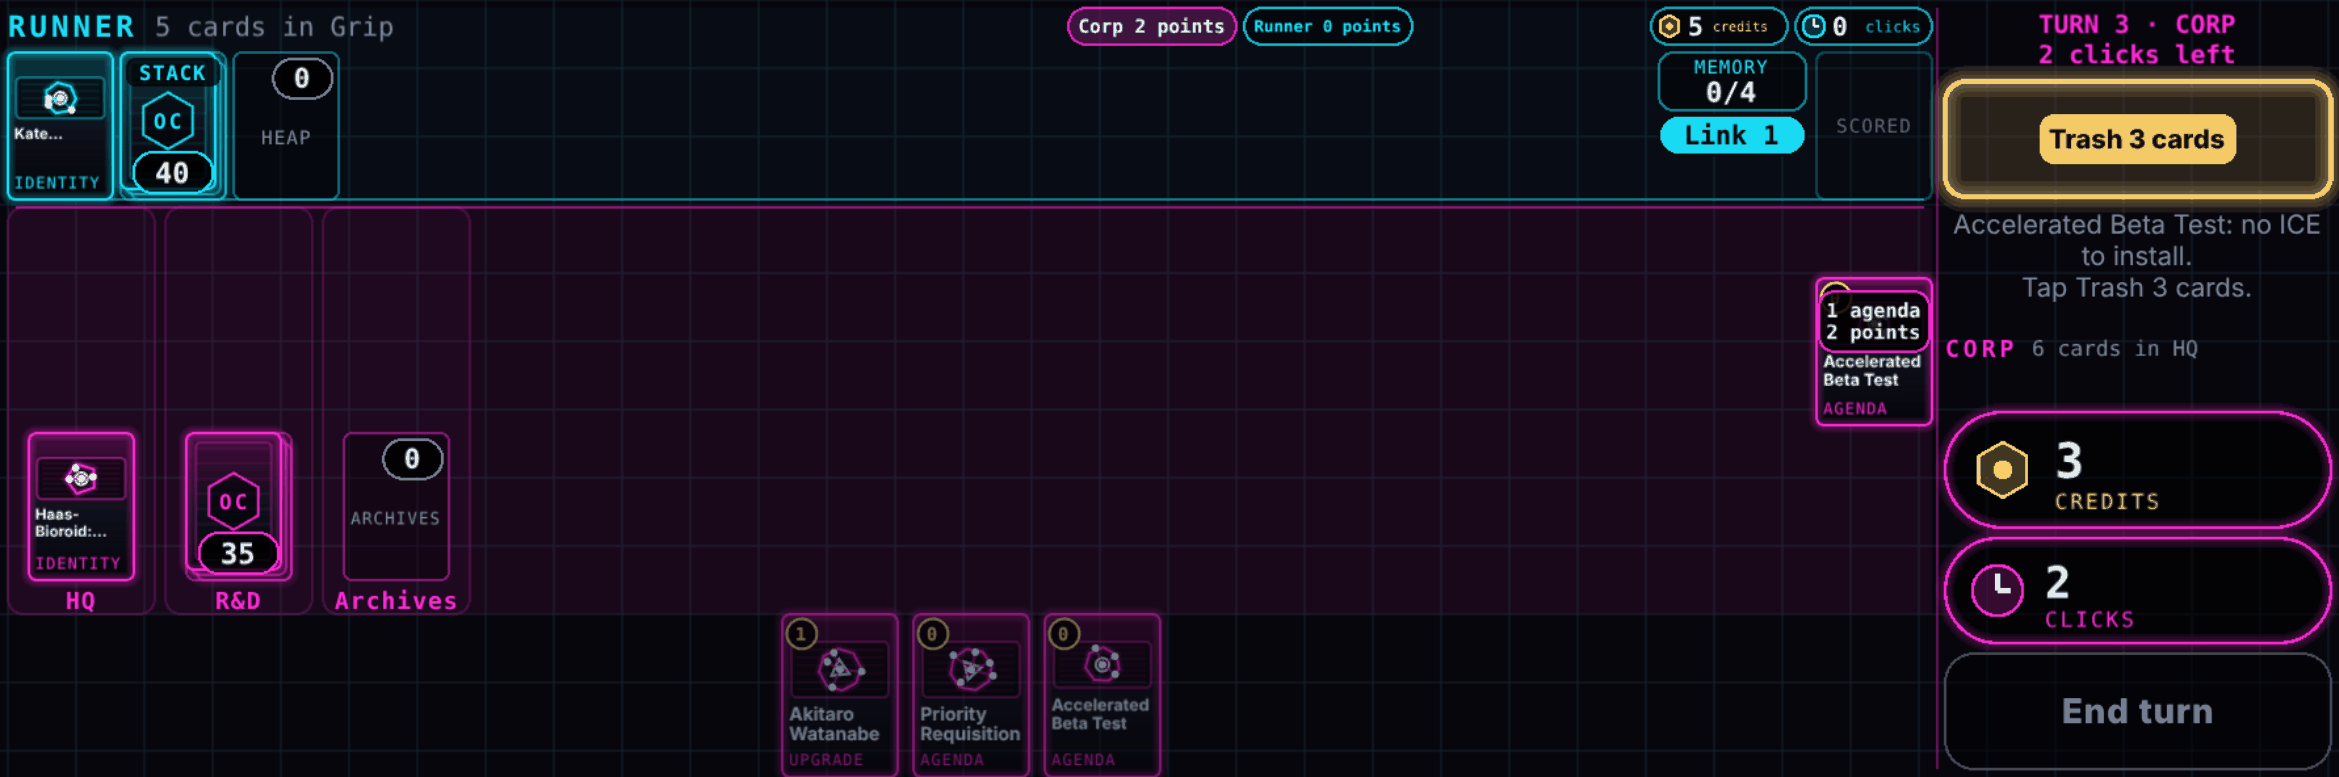 RUNNER 5 cards in Grip
Corp 2 points
Runner 0 points
5 credits
0 clicks
Kate...
IDENTITY
STACK
OC
40
0
HEAP
MEMORY
0/4
Link 1
SCORED
TURN 3 · CORP
2 clicks left
Trash 3 cards
Accelerated Beta Test: no ICE
to install.
Tap Trash 3 cards.
CORP 6 cards in HQ
3
CREDITS
2
CLICKS
End turn
1 agenda
2 points
Accelerated
Beta Test
AGENDA
Haas-
Bioroid:...
IDENTITY
HQ
OC
35
R&D
0
ARCHIVES
Archives
1
Akitaro
Watanabe
UPGRADE
0
Priority
Requisition
AGENDA
0
Accelerated
Beta Test
AGENDA